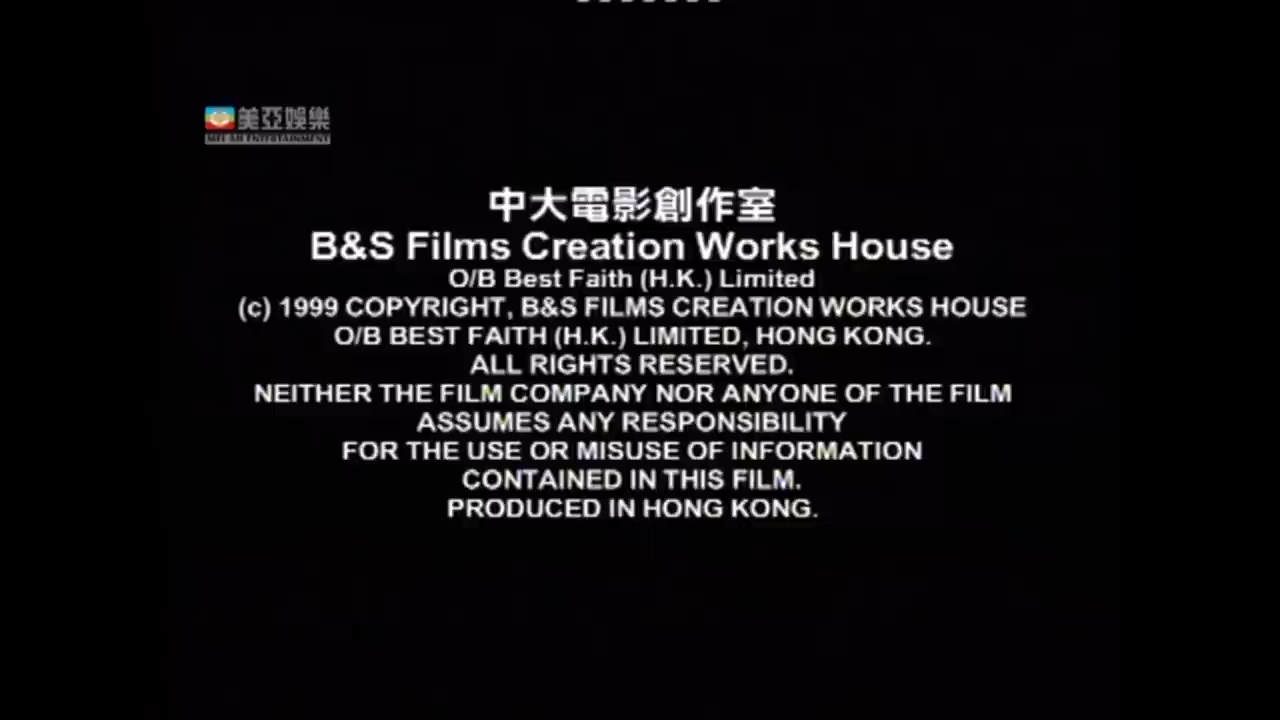 美亞娛樂
MEI AH ENTERTAINMENT
中大電影創作室
B&S Films Creation Works House
O/B Best Faith (H.K.) Limited
(c) 1999 COPYRIGHT, B&S FILMS CREATION WORKS HOUSE
O/B BEST FAITH (H.K.) LIMITED, HONG KONG.
ALL RIGHTS RESERVED.
NEITHER THE FILM COMPANY NOR ANYONE OF THE FILM
ASSUMES ANY RESPONSIBILITY
FOR THE USE OR MISUSE OF INFORMATION
CONTAINED IN THIS FILM.
PRODUCED IN HONG KONG.